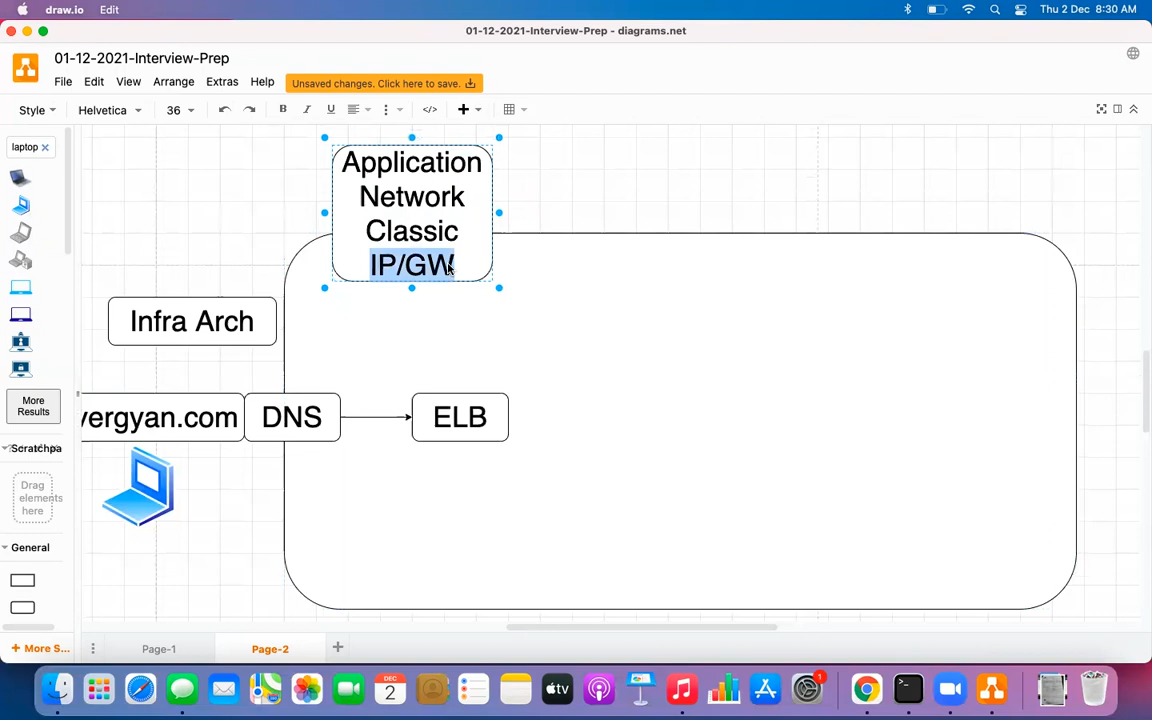 draw.io Edit Thu 2 Dec 8:30 AM
01-12-2021-Interview-Prep - diagrams.net
01-12-2021-Interview-Prep
File Edit View Arrange Extras Help Unsaved changes. Click here to save.
Style Helvetica 36 B I U
laptop
Application
Network
Classic
IP/GW
Infra Arch
vergyan.com DNS ELB
More
Results
Scratchpa
Drag
elements
here
General
+ More S... Page-1 Page-2
DEC
2
tv
1